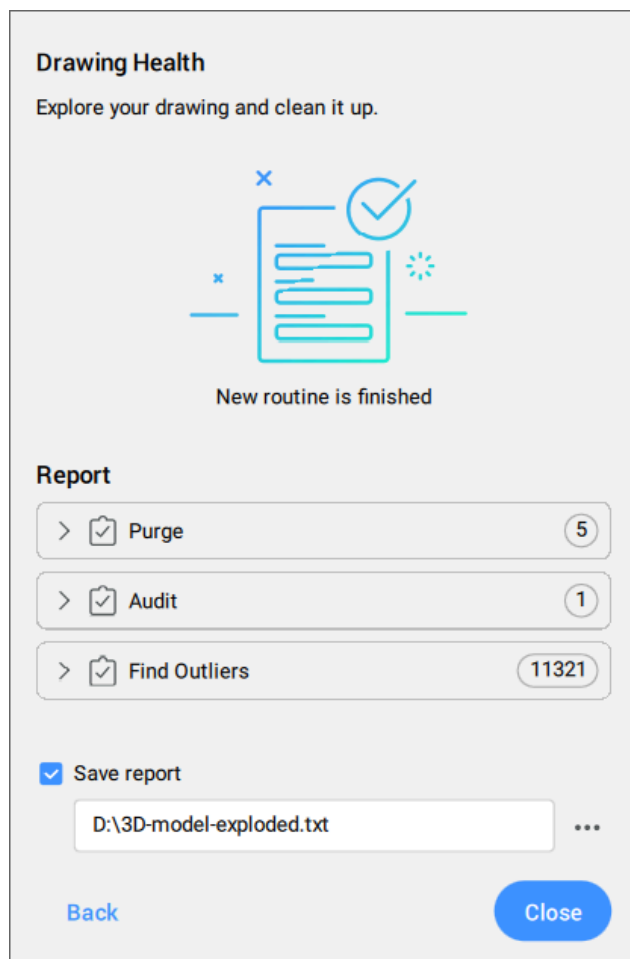 Drawing Health
Explore your drawing and clean it up.
New routine is finished
Report
Purge 5
Audit 1
Find Outliers 11321
Save report
D:\3D-model-exploded.txt
Back Close